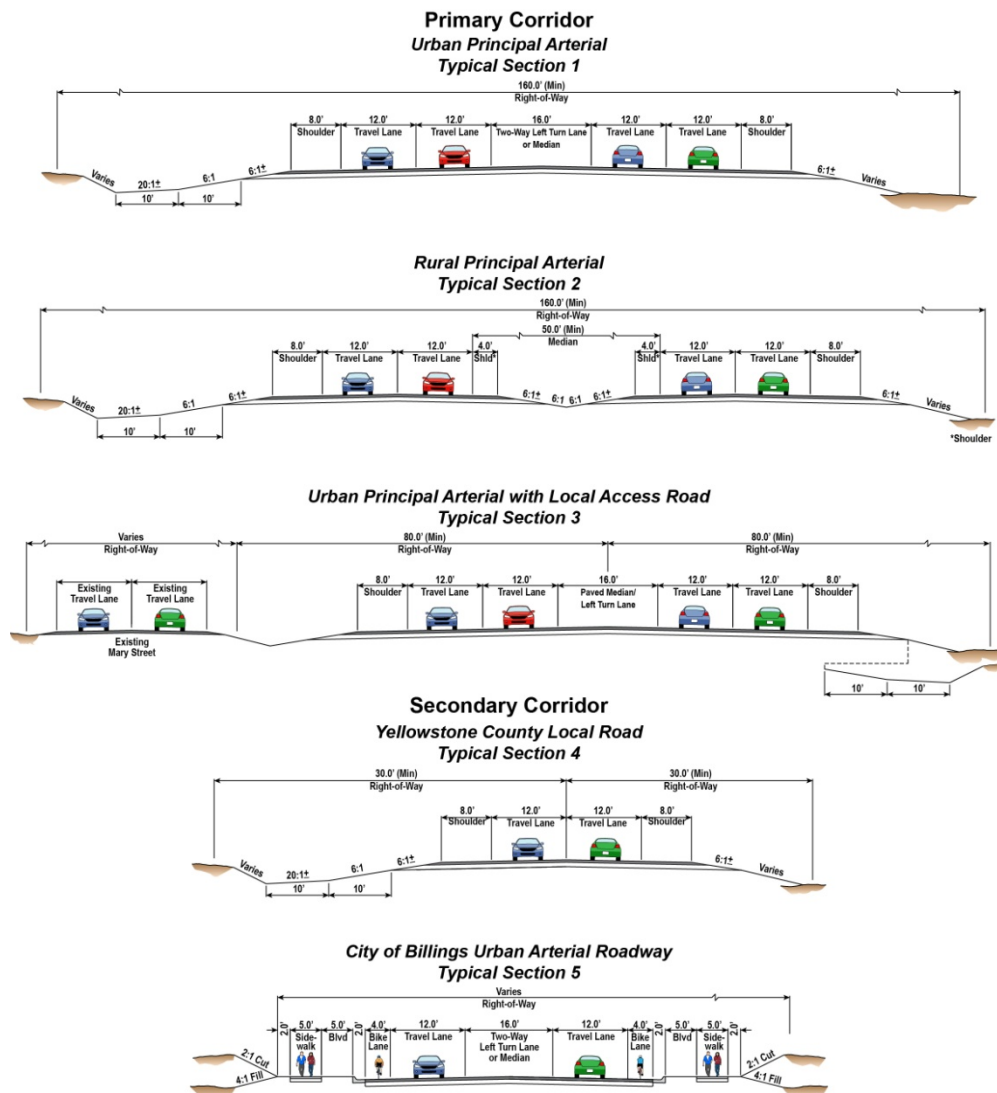 Primary Corridor
Urban Principal Arterial
Typical Section 1
160.0' (Min)
Right-of-Way
8.0' 12.0' 12.0' 16.0' 12.0' 12.0' 8.0'
Shoulder Travel Lane Travel Lane Two-Way Left Turn Lane Travel Lane Travel Lane Shoulder
or Median
Varies 20:1± 6:1 6:1± 6:1± Varies
10' 10'
Rural Principal Arterial
Typical Section 2
160.0' (Min)
Right-of-Way
50.0' (Min)
Median
8.0' 12.0' 12.0' 4.0' 4.0' 12.0' 12.0' 8.0'
Shoulder Travel Lane Travel Lane Shld* Shld* Travel Lane Travel Lane Shoulder
Varies 20:1± 6:1 6:1± 6:1± 6:1 6:1 6:1± 6:1± Varies
10' 10'
*Shoulder
Urban Principal Arterial with Local Access Road
Typical Section 3
Varies 80.0' (Min) 80.0' (Min)
Right-of-Way Right-of-Way Right-of-Way
8.0' 12.0' 12.0' 16.0' 12.0' 12.0' 8.0'
Existing Existing Shoulder Travel Lane Travel Lane Paved Median/ Travel Lane Travel Lane Shoulder
Travel Lane Travel Lane Left Turn Lane
Existing
Mary Street
10' 10'
Secondary Corridor
Yellowstone County Local Road
Typical Section 4
30.0' (Min) 30.0' (Min)
Right-of-Way Right-of-Way
8.0' 12.0' 12.0' 8.0'
Shoulder Travel Lane Travel Lane Shoulder
Varies 20:1± 6:1 6:1± 6:1± Varies
10' 10'
City of Billings Urban Arterial Roadway
Typical Section 5
Varies
Right-of-Way
2.0' 5.0' 5.0' 2.0' 4.0' 12.0' 16.0' 12.0' 4.0' 2.0' 5.0' 5.0' 2.0'
Side- Blvd Bike Travel Lane Two-Way Travel Lane Bike Blvd Side-
walk Lane Left Turn Lane Lane walk
or Median
2:1 Cut 2:1 Cut
4:1 Fill 4:1 Fill